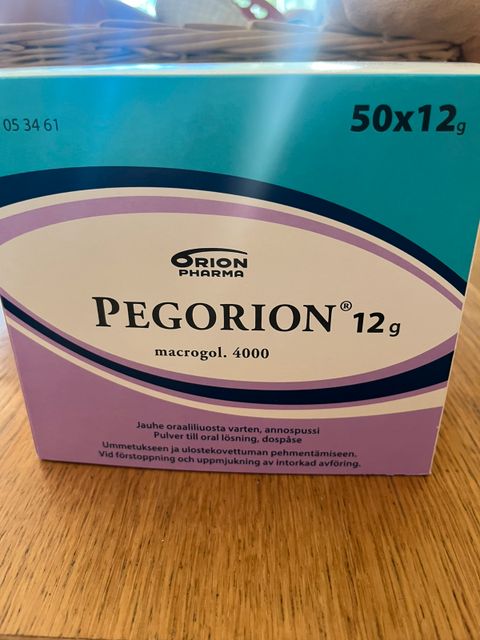 05 34 61
50x12g
ORION
PHARMA
PEGORION® 12 g
macrogol. 4000
Jauhe oraaliliuosta varten, annospussi
Pulver till oral lösning, dospåse
Ummetukseen ja ulostekovettuman pehmentämiseen.
Vid förstoppning och uppmjukning av intorkad avföring.